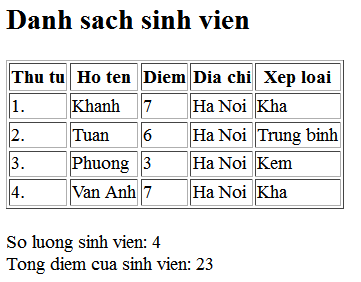 Danh sach sinh vien
Thu tu Ho ten Diem Dia chi Xep loai
1. Khanh 7 Ha Noi Kha
2. Tuan 6 Ha Noi Trung binh
3. Phuong 3 Ha Noi Kem
4. Van Anh 7 Ha Noi Kha
So luong sinh vien: 4
Tong diem cua sinh vien: 23